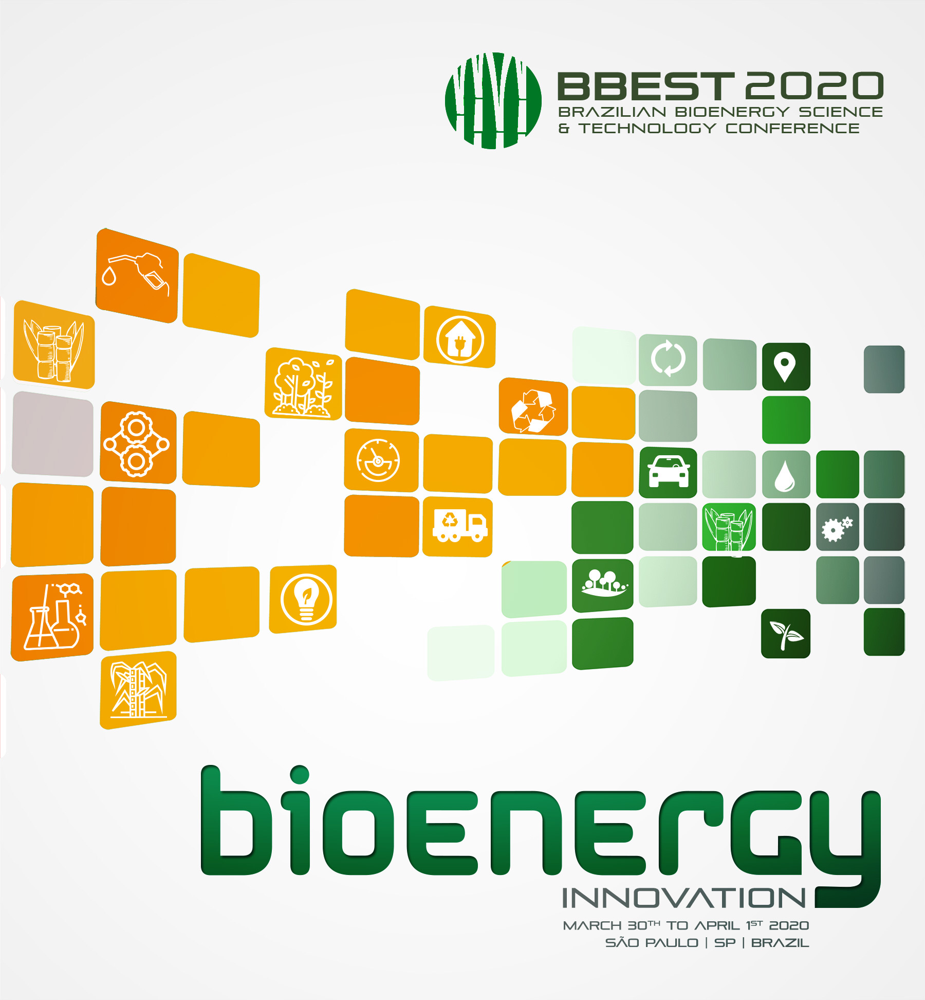 BBEST 2020
BRAZILIAN BIOENERGY SCIENCE
& TECHNOLOGY CONFERENCE
bioenergy
INNOVATION
MARCH 30TH TO APRIL 1ST 2020
SÃO PAULO | SP | BRAZIL